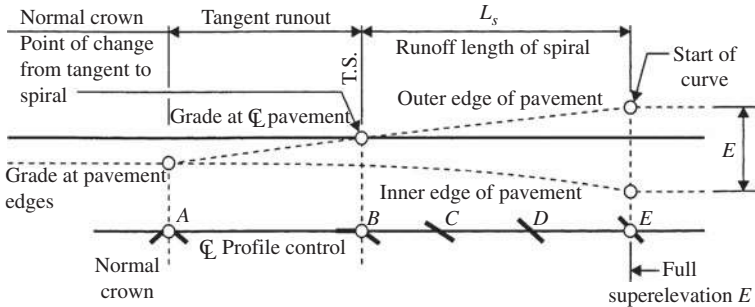 Normal crown
Tangent runout
Lₛ
Point of change
from tangent to
spiral
T.S.
Runoff length of spiral
Start of
curve
Outer edge of pavement
Grade at ℄ pavement
E
Grade at pavement
edges
Inner edge of pavement
A
B
C
D
E
℄ Profile control
Normal
crown
Full
superelevation E